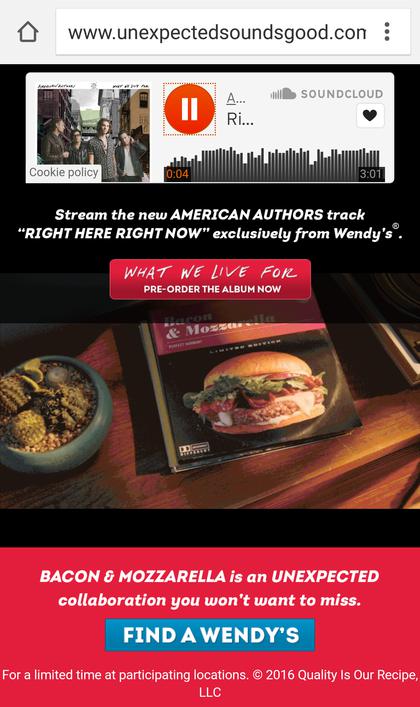 www.unexpectedsoundsgood.con
AMERICAN AUTHORS
WHAT WE LIVE FOR
SOUNDCLOUD
A...
Ri...
Cookie policy
0:04
3:01
Stream the new AMERICAN AUTHORS track
“RIGHT HERE RIGHT NOW” exclusively from Wendy's®.
WHAT WE LIVE FOR
PRE-ORDER THE ALBUM NOW
Bacon
& Mozzarella
LIMITED EDITION
BACON & MOZZARELLA is an UNEXPECTED
collaboration you won't want to miss.
FIND A WENDY'S
For a limited time at participating locations. © 2016 Quality Is Our Recipe,
LLC